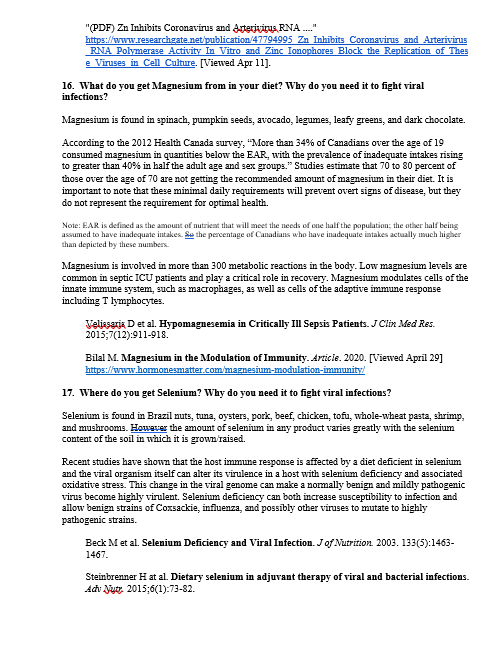 "(PDF) Zn Inhibits Coronavirus and Arterivirus RNA ...."
https://www.researchgate.net/publication/47794995_Zn_Inhibits_Coronavirus_and_Arterivirus
_RNA_Polymerase_Activity_In_Vitro_and_Zinc_Ionophores_Block_the_Replication_of_Thes
e_Viruses_in_Cell_Culture. [Viewed Apr 11].
16. What do you get Magnesium from in your diet? Why do you need it to fight viral
infections?
Magnesium is found in spinach, pumpkin seeds, avocado, legumes, leafy greens, and dark chocolate.
According to the 2012 Health Canada survey, “More than 34% of Canadians over the age of 19
consumed magnesium in quantities below the EAR, with the prevalence of inadequate intakes rising
to greater than 40% in half the adult age and sex groups.” Studies estimate that 70 to 80 percent of
those over the age of 70 are not getting the recommended amount of magnesium in their diet. It is
important to note that these minimal daily requirements will prevent overt signs of disease, but they
do not represent the requirement for optimal health.
Note: EAR is defined as the amount of nutrient that will meet the needs of one half the population; the other half being
assumed to have inadequate intakes. So the percentage of Canadians who have inadequate intakes actually much higher
than depicted by these numbers.
Magnesium is involved in more than 300 metabolic reactions in the body. Low magnesium levels are
common in septic ICU patients and play a critical role in recovery. Magnesium modulates cells of the
innate immune system, such as macrophages, as well as cells of the adaptive immune response
including T lymphocytes.
Velissaris D et al. Hypomagnesemia in Critically Ill Sepsis Patients. J Clin Med Res.
2015;7(12):911-918.
Bilal M. Magnesium in the Modulation of Immunity. Article. 2020. [Viewed April 29]
https://www.hormonesmatter.com/magnesium-modulation-immunity/
17. Where do you get Selenium? Why do you need it to fight viral infections?
Selenium is found in Brazil nuts, tuna, oysters, pork, beef, chicken, tofu, whole-wheat pasta, shrimp,
and mushrooms. However the amount of selenium in any product varies greatly with the selenium
content of the soil in which it is grown/raised.
Recent studies have shown that the host immune response is affected by a diet deficient in selenium
and the viral organism itself can alter its virulence in a host with selenium deficiency and associated
oxidative stress. This change in the viral genome can make a normally benign and mildly pathogenic
virus become highly virulent. Selenium deficiency can both increase susceptibility to infection and
allow benign strains of Coxsackie, influenza, and possibly other viruses to mutate to highly
pathogenic strains.
Beck M et al. Selenium Deficiency and Viral Infection. J of Nutrition. 2003. 133(5):1463-
1467.
Steinbrenner H at al. Dietary selenium in adjuvant therapy of viral and bacterial infections.
Adv Nutr. 2015;6(1):73-82.